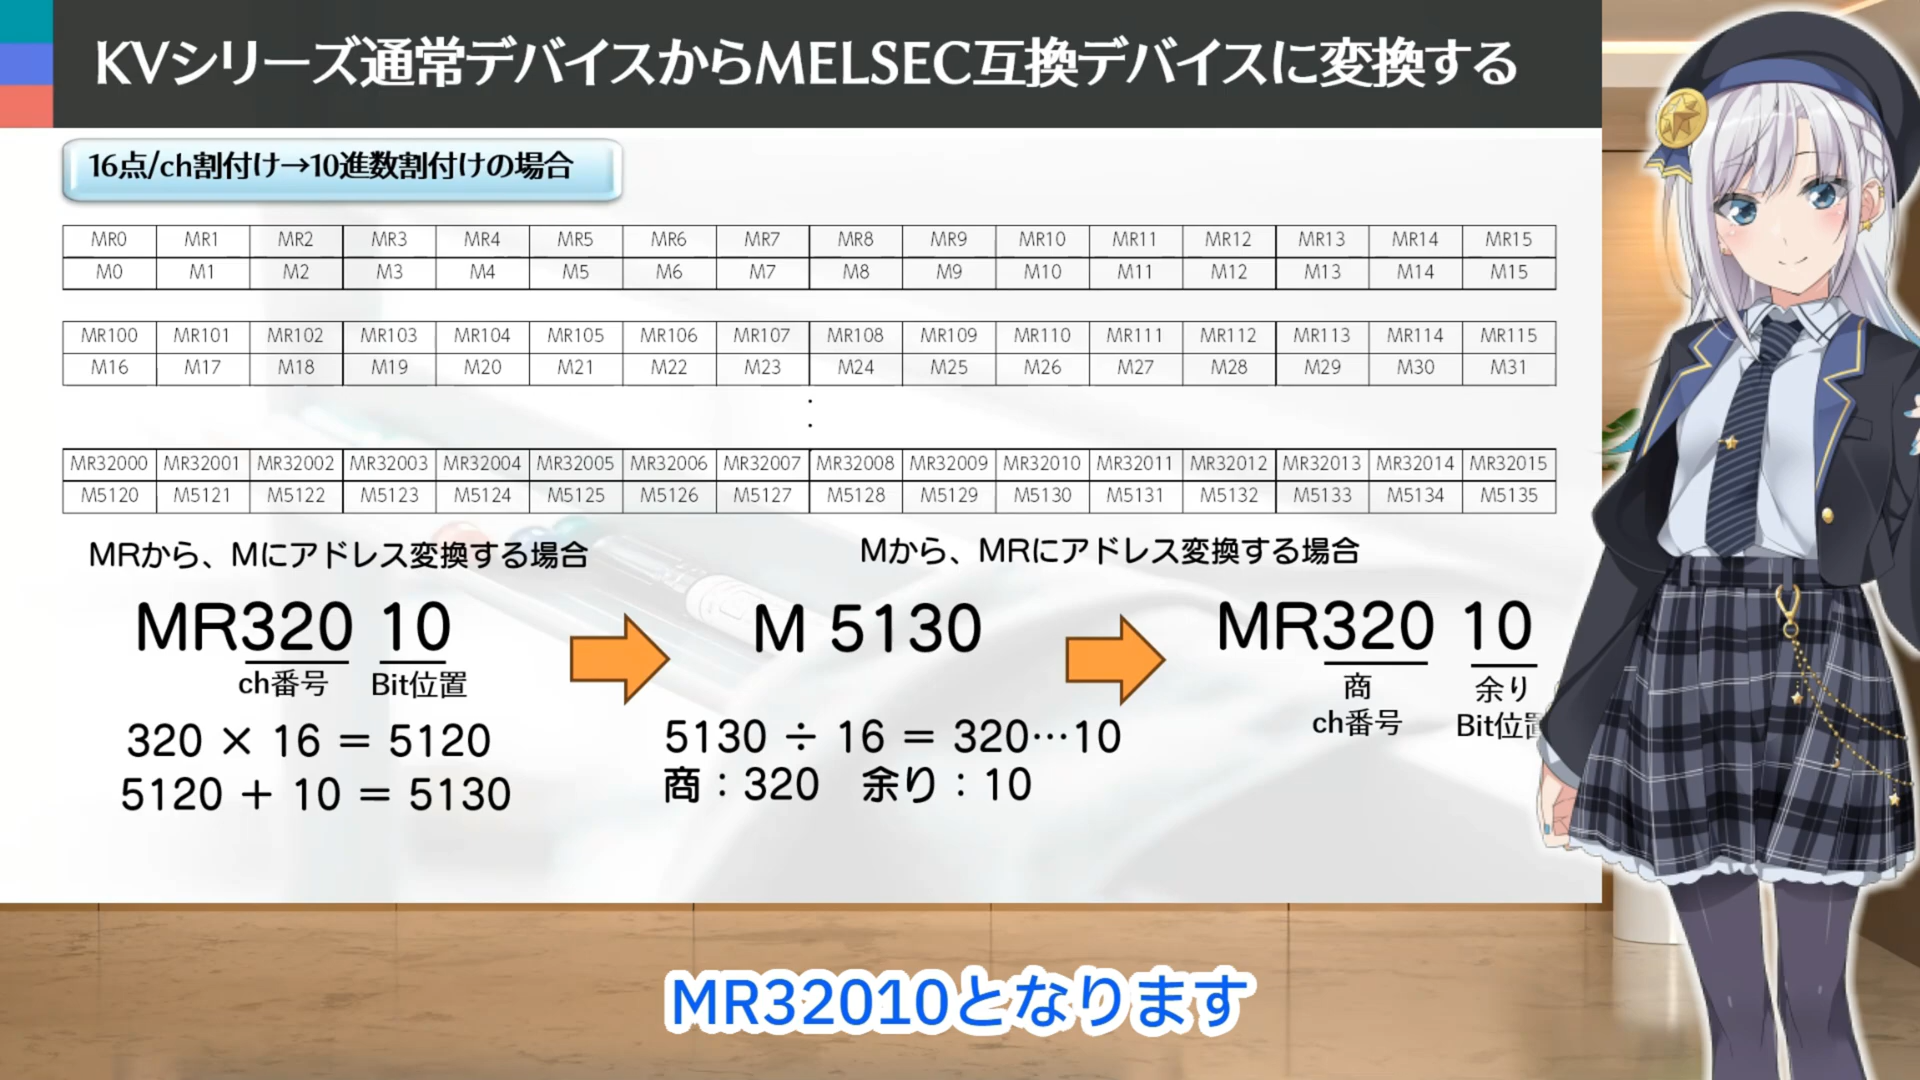 KVシリーズ通常デバイスからMELSEC互換デバイスに変換する
16点/ch割付け→10進数割付けの場合
MR0 MR1 MR2 MR3 MR4 MR5 MR6 MR7 MR8 MR9 MR10 MR11 MR12 MR13 MR14 MR15
M0 M1 M2 M3 M4 M5 M6 M7 M8 M9 M10 M11 M12 M13 M14 M15
MR100 MR101 MR102 MR103 MR104 MR105 MR106 MR107 MR108 MR109 MR110 MR111 MR112 MR113 MR114 MR115
M16 M17 M18 M19 M20 M21 M22 M23 M24 M25 M26 M27 M28 M29 M30 M31
:
MR32000 MR32001 MR32002 MR32003 MR32004 MR32005 MR32006 MR32007 MR32008 MR32009 MR32010 MR32011 MR32012 MR32013 MR32014 MR32015
M5120 M5121 M5122 M5123 M5124 M5125 M5126 M5127 M5128 M5129 M5130 M5131 M5132 M5133 M5134 M5135
MRから、Mにアドレス変換する場合
MR320 10
ch番号 Bit位置
320 × 16 = 5120
5120 + 10 = 5130
Mから、MRにアドレス変換する場合
M 5130
5130 ÷ 16 = 320…10
商：320 余り：10
MR320 10
商 余り
ch番号 Bit位置
MR32010となります